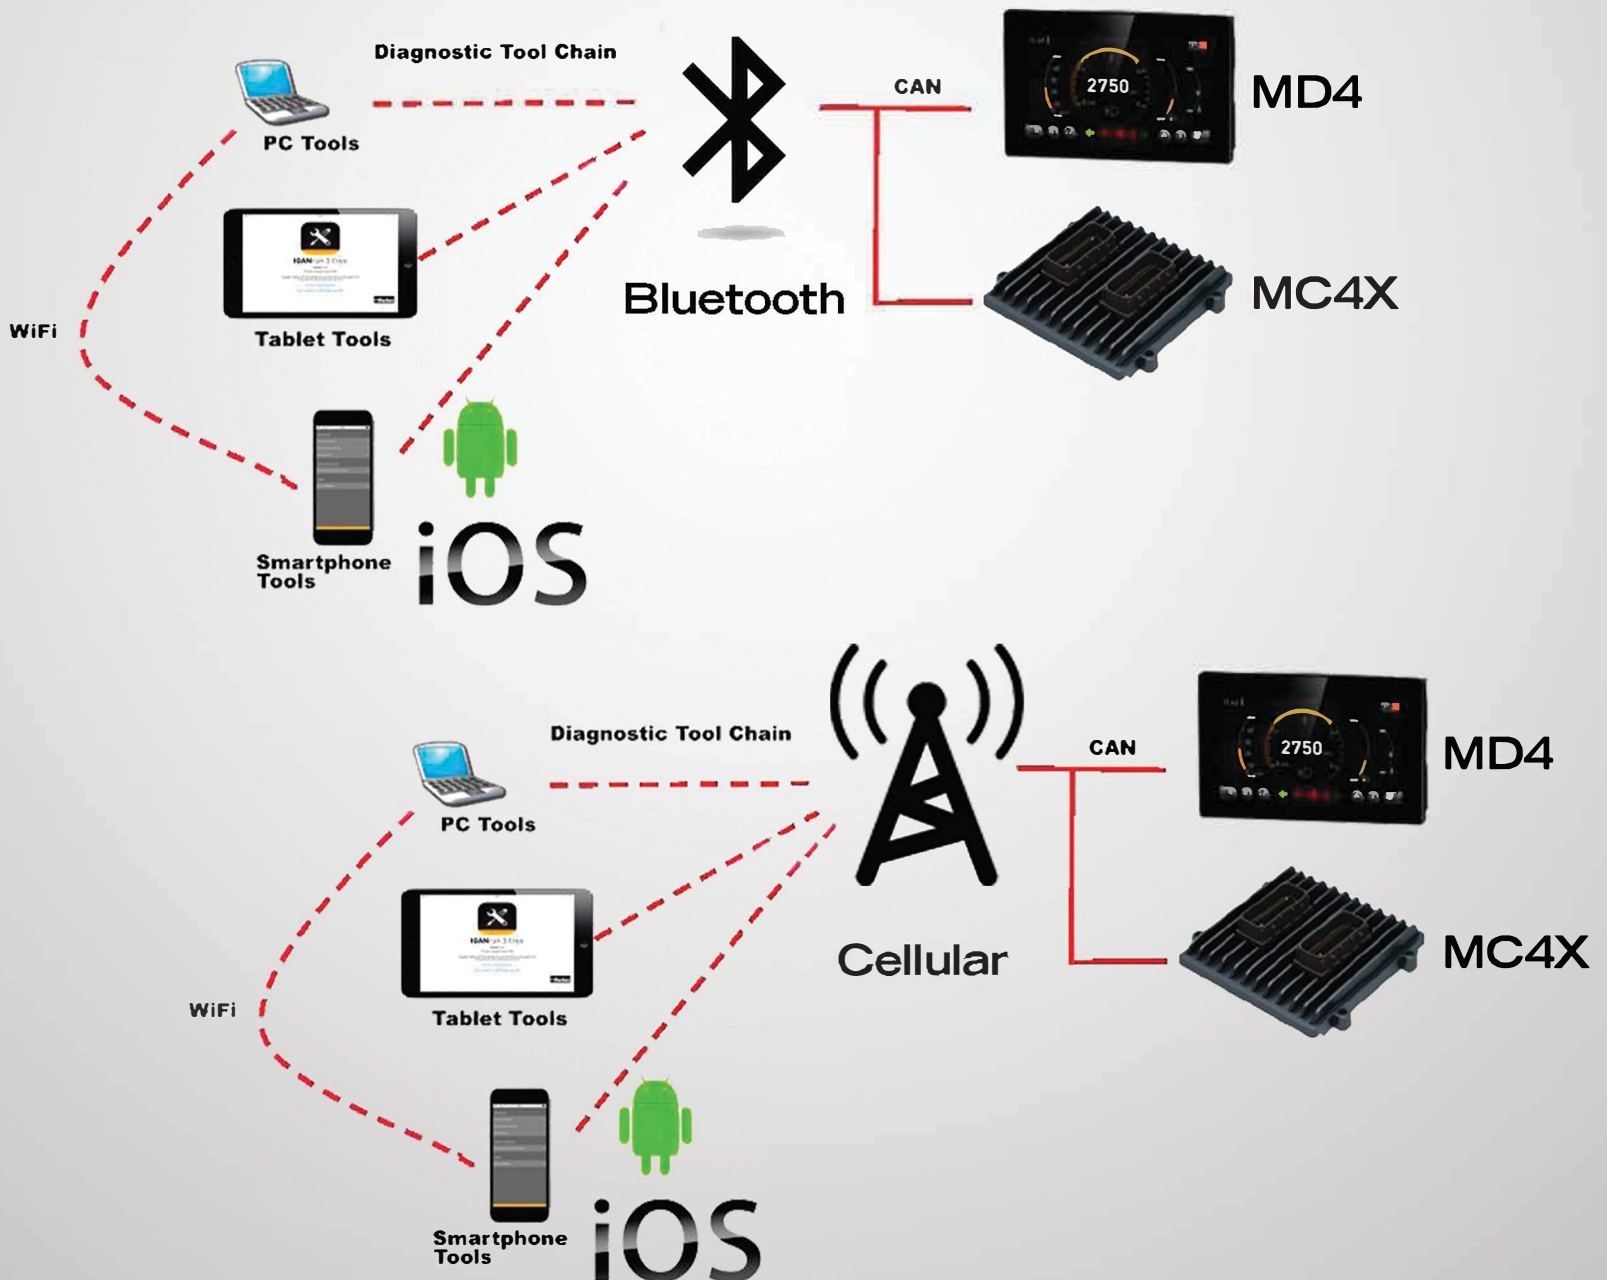 Diagnostic Tool Chain
CAN
2750
MD4
PC Tools
MC4X
Bluetooth
WiFi
Tablet Tools
iOS
Smartphone
Tools
Diagnostic Tool Chain
CAN
2750
MD4
PC Tools
MC4X
Cellular
WiFi
Tablet Tools
iOS
Smartphone
Tools